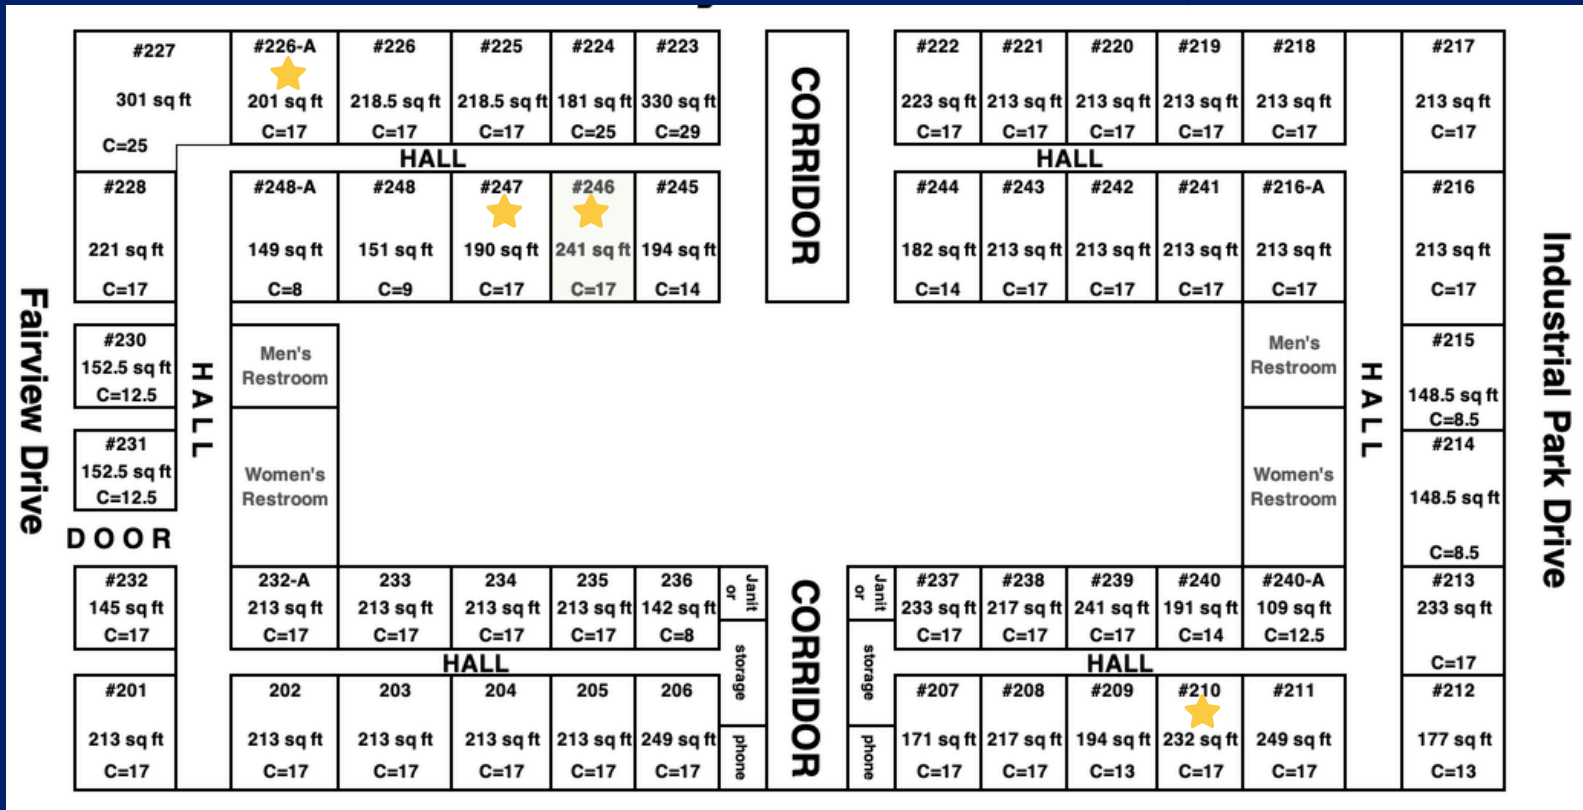 #227
301 sq ft
C=25
#226-A
201 sq ft
C=17
#226
218.5 sq ft
C=17
#225
218.5 sq ft
C=17
#224
181 sq ft
C=25
#223
330 sq ft
C=29
CORRIDOR
#222
223 sq ft
C=17
#221
213 sq ft
C=17
#220
213 sq ft
C=17
#219
213 sq ft
C=17
#218
213 sq ft
C=17
#217
213 sq ft
C=17
HALL
HALL
#228
221 sq ft
C=17
#248-A
149 sq ft
C=8
#248
151 sq ft
C=9
#247
190 sq ft
C=17
#246
241 sq ft
C=17
#245
194 sq ft
C=14
#244
182 sq ft
C=14
#243
213 sq ft
C=17
#242
213 sq ft
C=17
#241
213 sq ft
C=17
#216-A
213 sq ft
C=17
#216
213 sq ft
C=17
Fairview Drive
#230
152.5 sq ft
C=12.5
#231
152.5 sq ft
C=12.5
DOOR
HALL
Men's
Restroom
Women's
Restroom
Men's
Restroom
Women's
Restroom
HALL
#215
148.5 sq ft
C=8.5
#214
148.5 sq ft
C=8.5
Industrial Park Drive
#232
145 sq ft
C=17
232-A
213 sq ft
C=17
233
213 sq ft
C=17
234
213 sq ft
C=17
235
213 sq ft
C=17
236
142 sq ft
C=8
Janit
or
storage
phone
CORRIDOR
Janit
or
storage
phone
#237
233 sq ft
C=17
#238
217 sq ft
C=17
#239
241 sq ft
C=17
#240
191 sq ft
C=14
#240-A
109 sq ft
C=12.5
#213
233 sq ft
C=17
HALL
HALL
#201
213 sq ft
C=17
202
213 sq ft
C=17
203
213 sq ft
C=17
204
213 sq ft
C=17
205
213 sq ft
C=17
206
249 sq ft
C=17
#207
171 sq ft
C=17
#208
217 sq ft
C=17
#209
194 sq ft
C=13
#210
232 sq ft
C=17
#211
249 sq ft
C=17
#212
177 sq ft
C=13